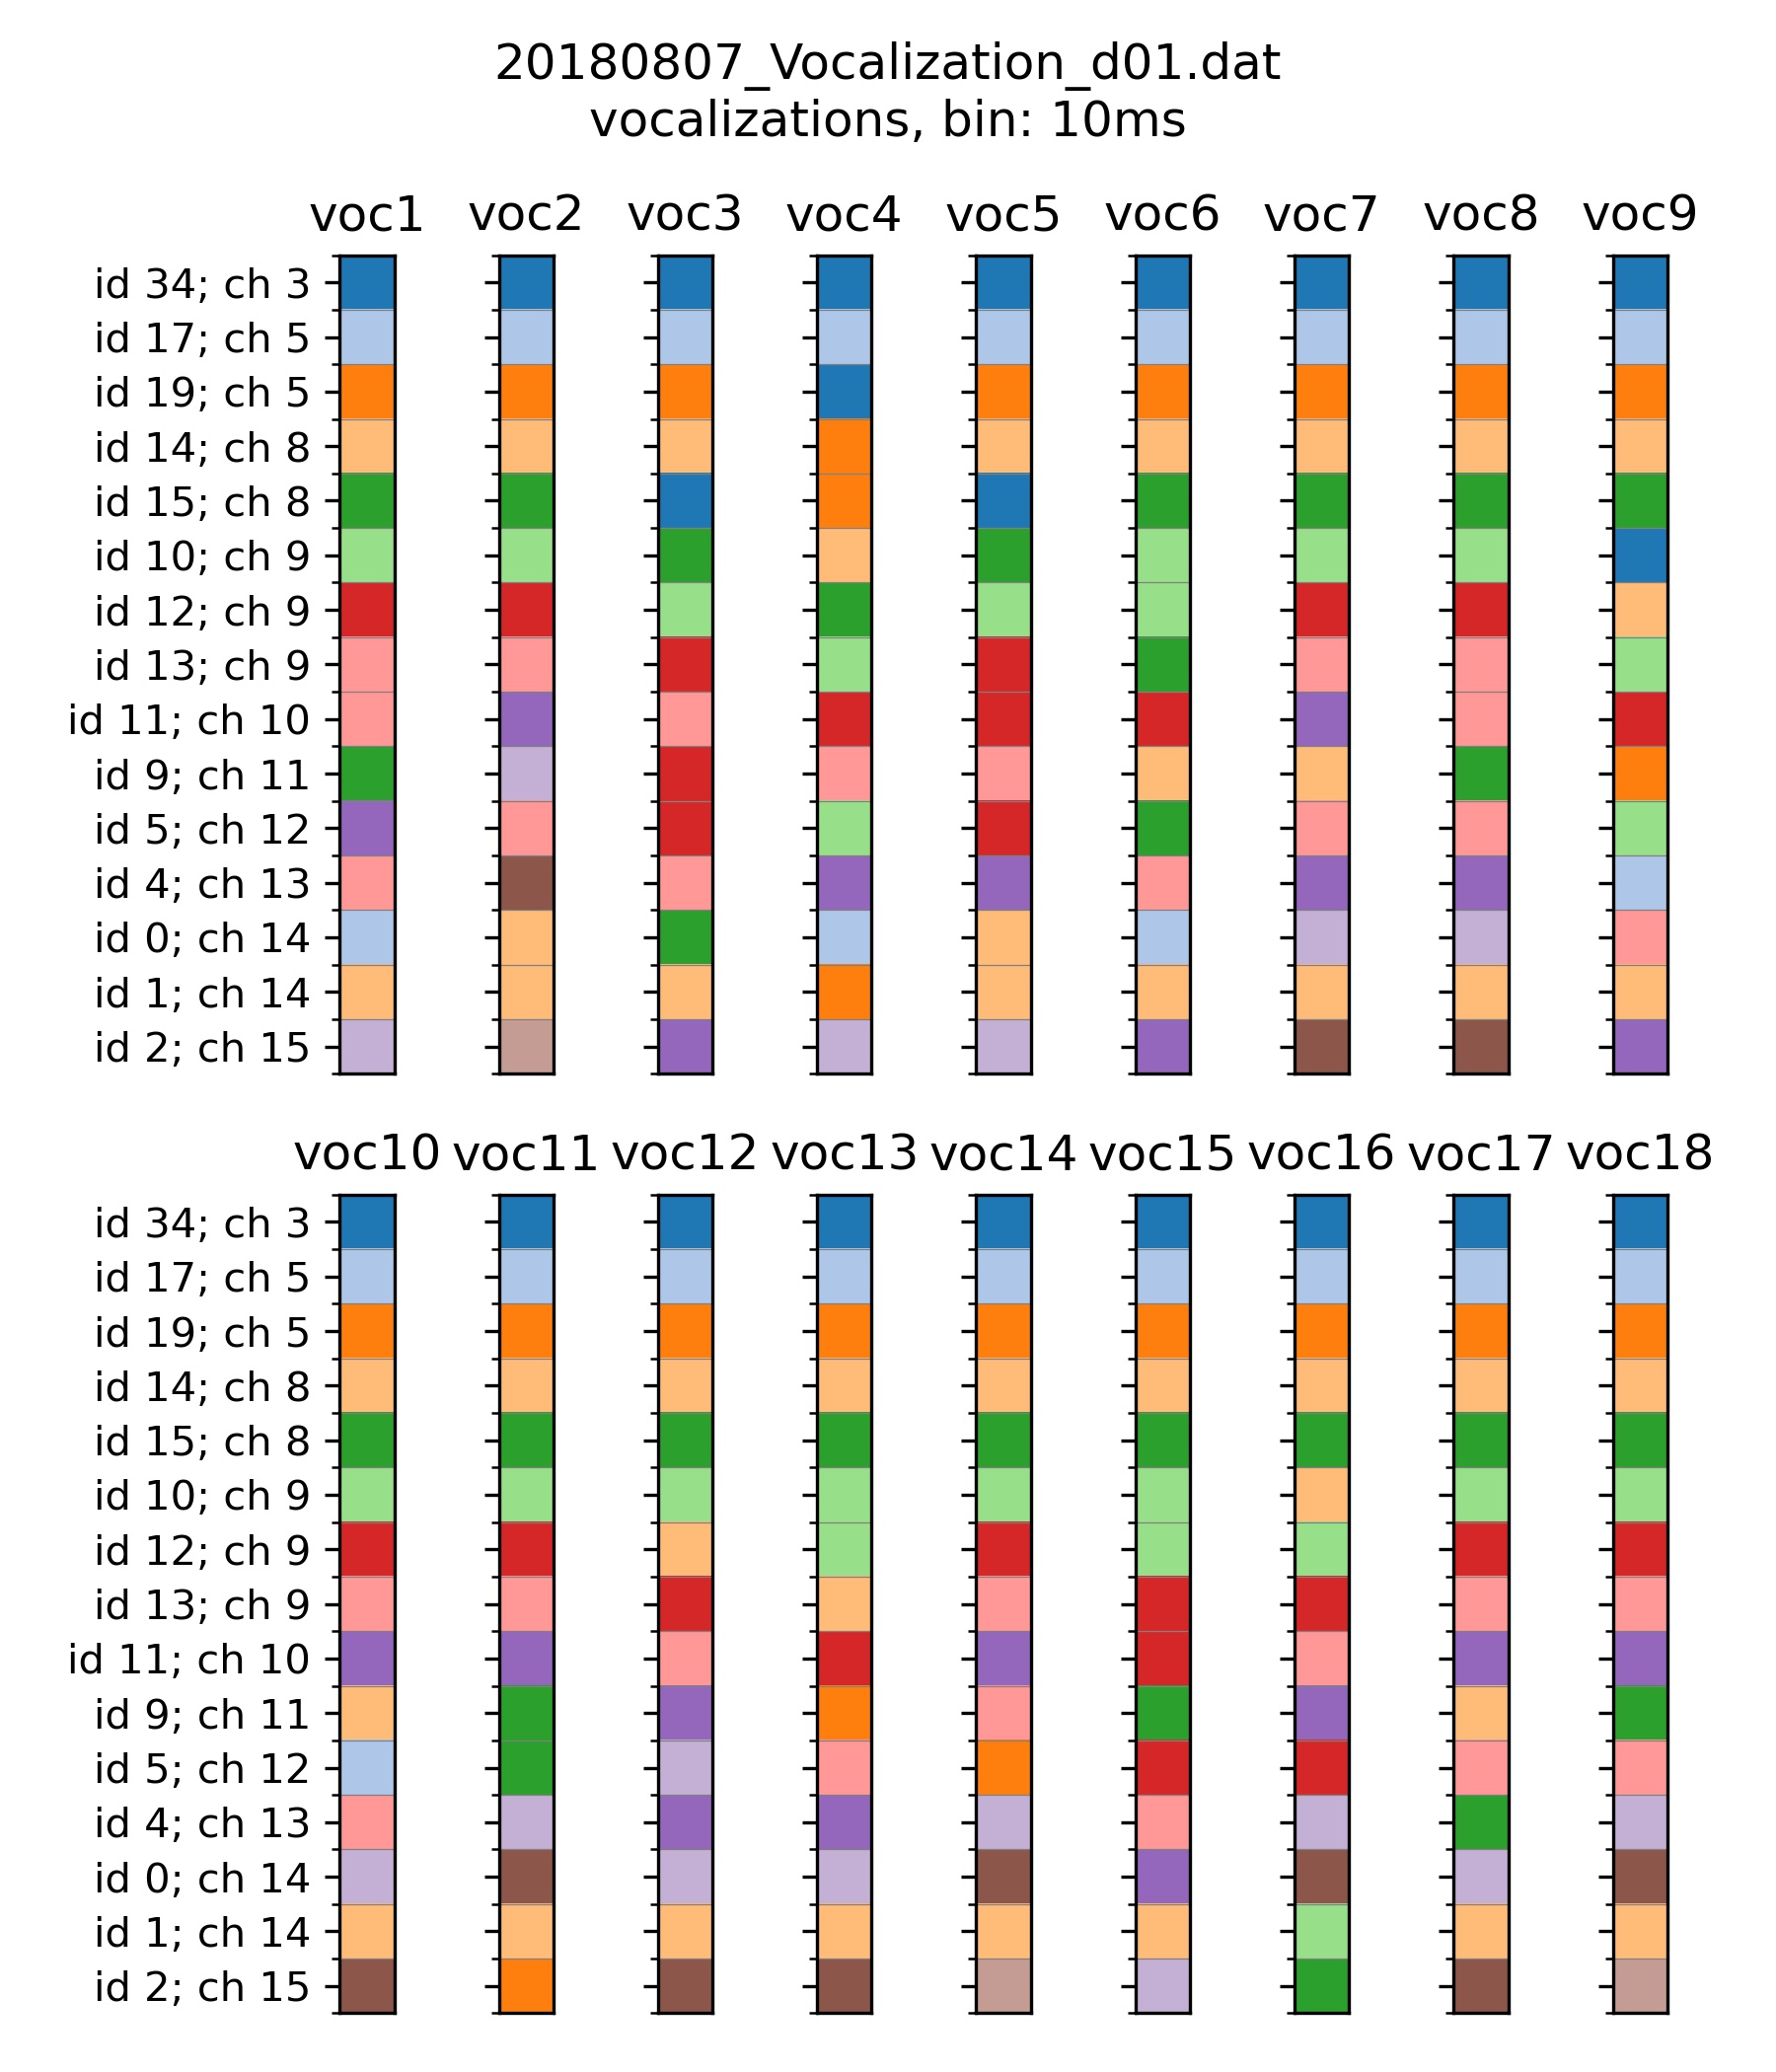 20180807_Vocalization_d01.dat
vocalizations, bin: 10ms
voc1 voc2 voc3 voc4 voc5 voc6 voc7 voc8 voc9
id 34; ch 3
id 17; ch 5
id 19; ch 5
id 14; ch 8
id 15; ch 8
id 10; ch 9
id 12; ch 9
id 13; ch 9
id 11; ch 10
id 9; ch 11
id 5; ch 12
id 4; ch 13
id 0; ch 14
id 1; ch 14
id 2; ch 15
voc10 voc11 voc12 voc13 voc14 voc15 voc16 voc17 voc18
id 34; ch 3
id 17; ch 5
id 19; ch 5
id 14; ch 8
id 15; ch 8
id 10; ch 9
id 12; ch 9
id 13; ch 9
id 11; ch 10
id 9; ch 11
id 5; ch 12
id 4; ch 13
id 0; ch 14
id 1; ch 14
id 2; ch 15